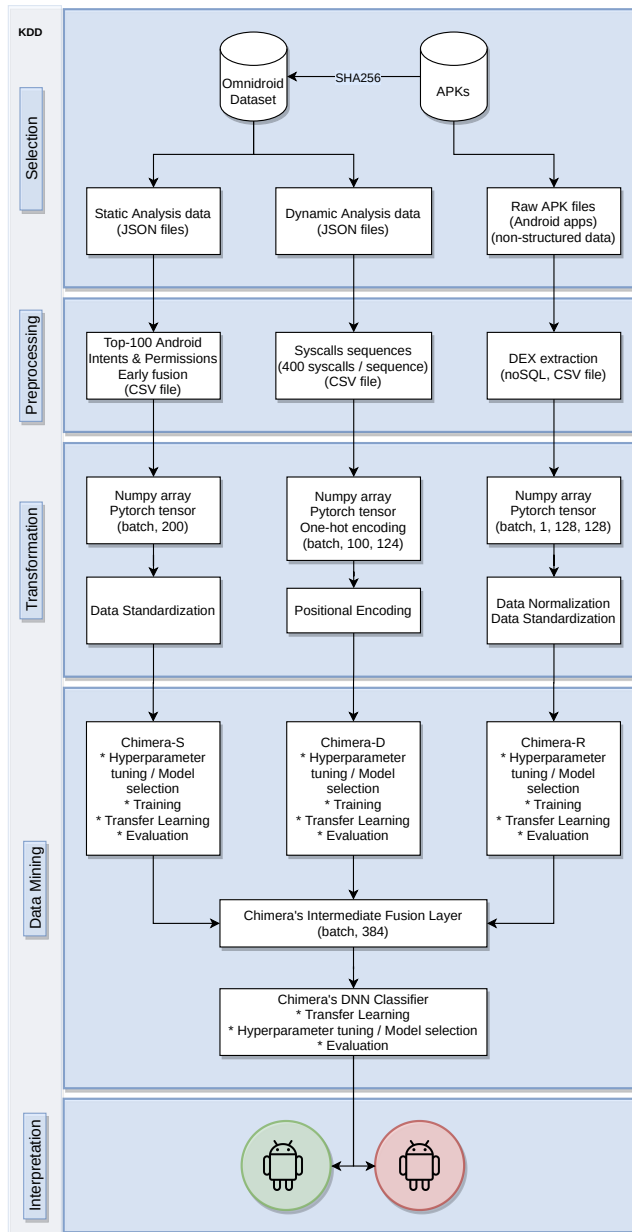 KDD
Selection
Omnidroid
Dataset
SHA256
APKs
Static Analysis data
(JSON files)
Dynamic Analysis data
(JSON files)
Raw APK files
(Android apps)
(non-structured data)
Preprocessing
Top-100 Android
Intents & Permissions
Early fusion
(CSV file)
Syscalls sequences
(400 syscalls / sequence)
(CSV file)
DEX extraction
(noSQL, CSV file)
Transformation
Numpy array
Pytorch tensor
(batch, 200)
Numpy array
Pytorch tensor
One-hot encoding
(batch, 100, 124)
Numpy array
Pytorch tensor
(batch, 1, 128, 128)
Data Standardization
Positional Encoding
Data Normalization
Data Standardization
Data Mining
Chimera-S
* Hyperparameter
tuning / Model
selection
* Training
* Transfer Learning
* Evaluation
Chimera-D
* Hyperparameter
tuning / Model
selection
* Training
* Transfer Learning
* Evaluation
Chimera-R
* Hyperparameter
tuning / Model
selection
* Training
* Transfer Learning
* Evaluation
Chimera's Intermediate Fusion Layer
(batch, 384)
Chimera's DNN Classifier
* Transfer Learning
* Hyperparameter tuning / Model selection
* Evaluation
Interpretation